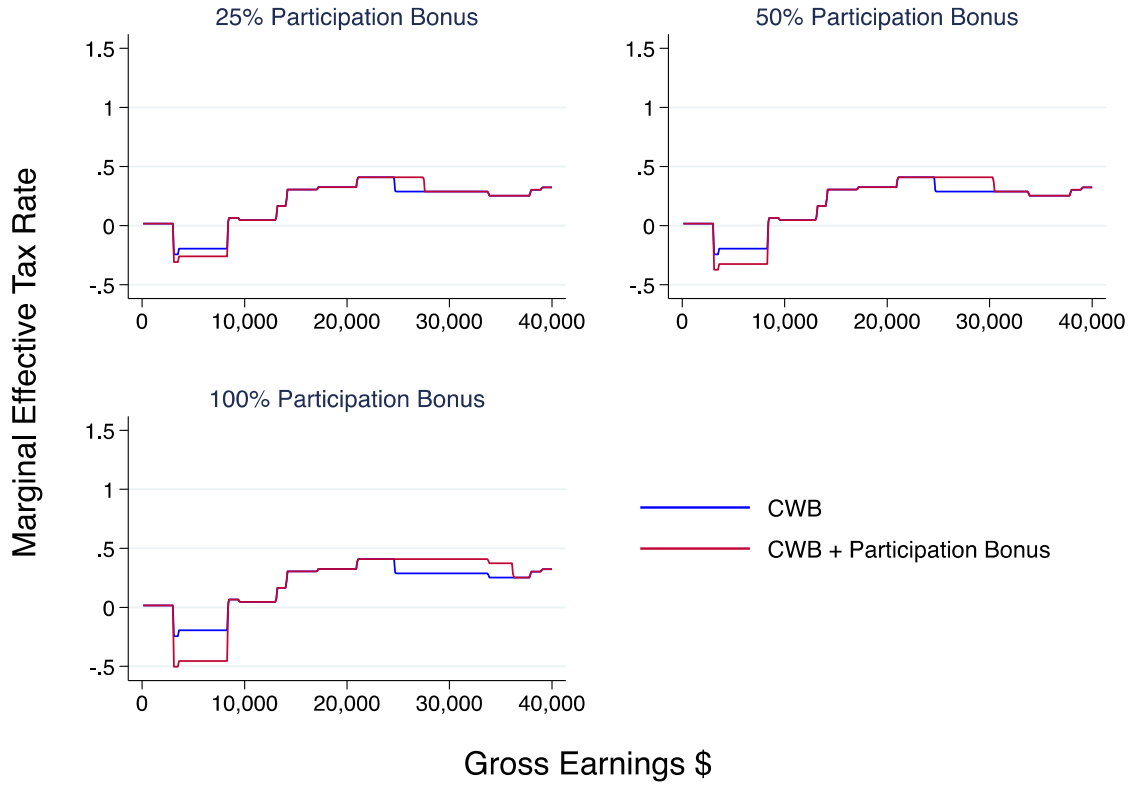 25% Participation Bonus
50% Participation Bonus
1.5
1
.5
0
-.5
0 10,000 20,000 30,000 40,000
1.5
1
.5
0
-.5
0 10,000 20,000 30,000 40,000
100% Participation Bonus
1.5
1
.5
0
-.5
0 10,000 20,000 30,000 40,000
CWB
CWB + Participation Bonus
Marginal Effective Tax Rate
Gross Earnings $